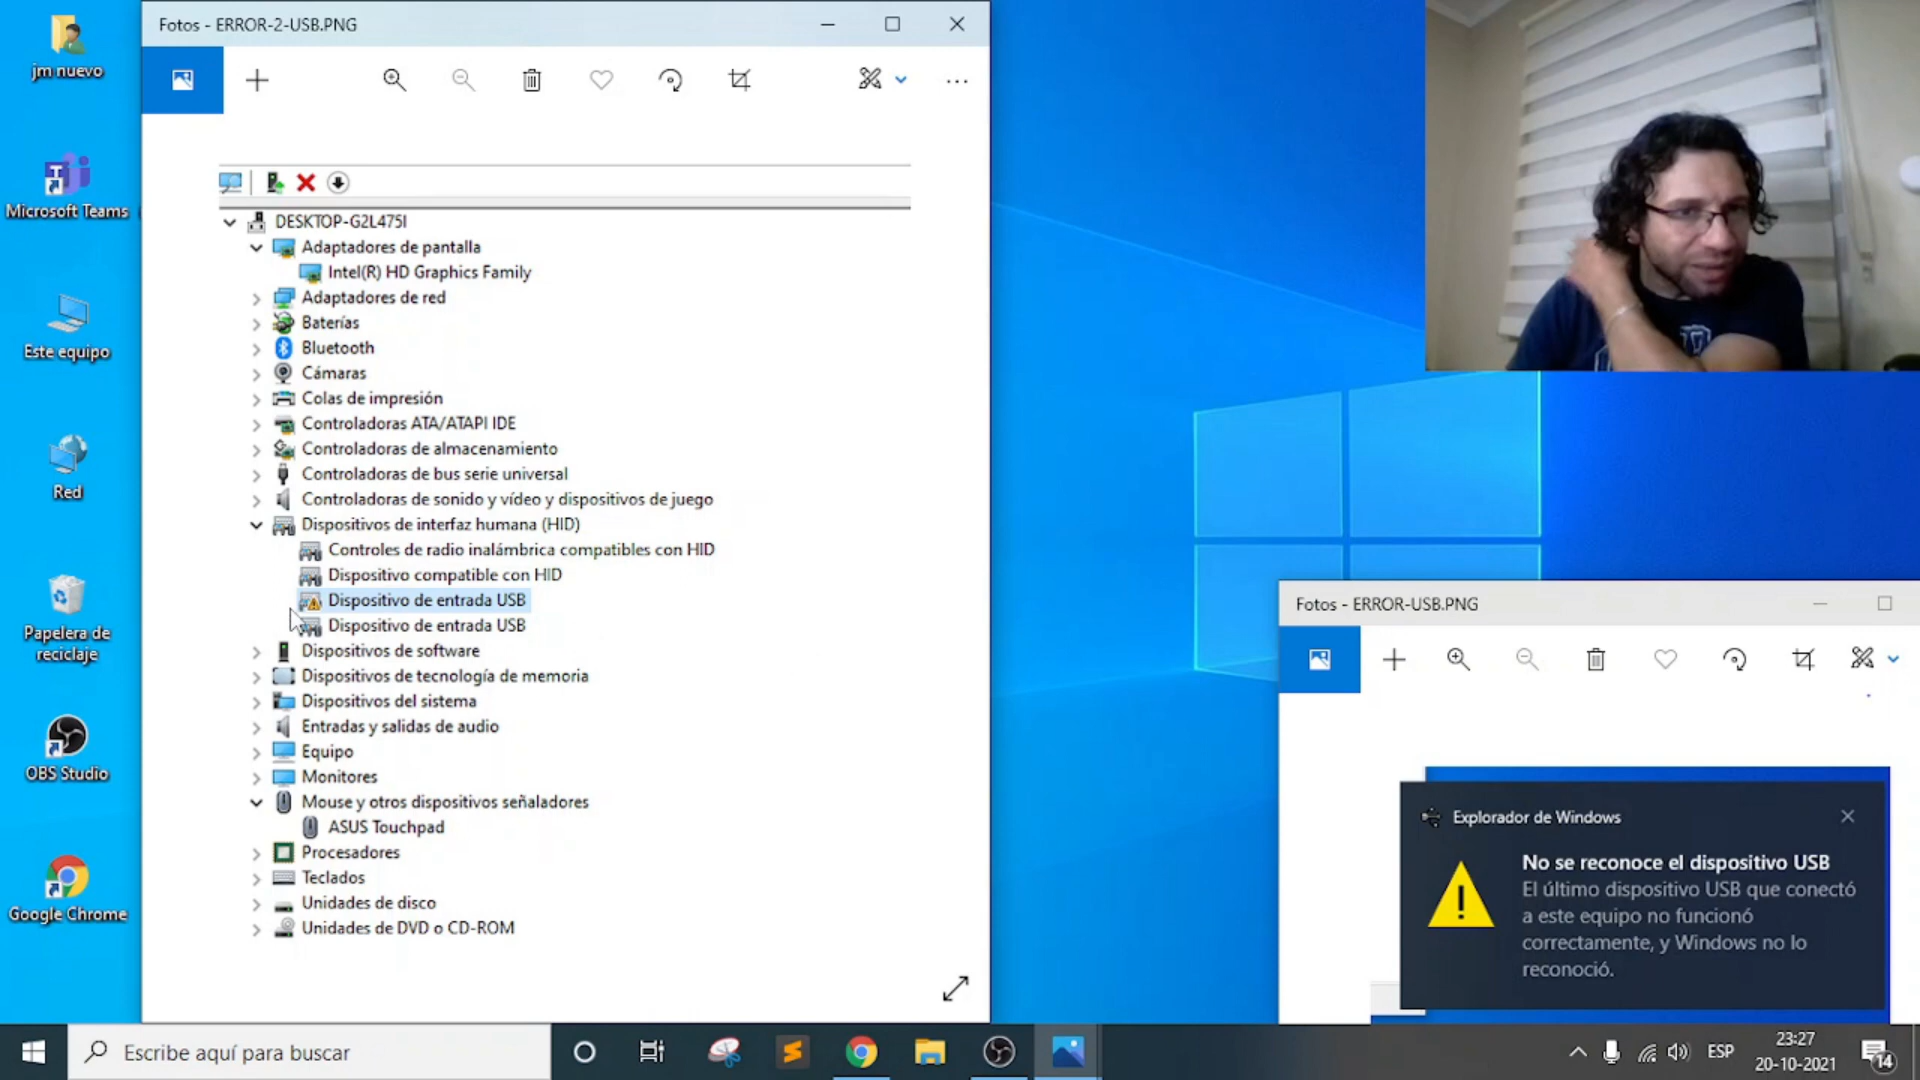 jm nuevo
Microsoft Teams
Este equipo
Red
Papelera de
reciclaje
OBS Studio
Google Chrome
Fotos - ERROR-2-USB.PNG
DESKTOP-G2L475I
Adaptadores de pantalla
Intel(R) HD Graphics Family
Adaptadores de red
Baterías
Bluetooth
Cámaras
Colas de impresión
Controladoras ATA/ATAPI IDE
Controladoras de almacenamiento
Controladoras de bus serie universal
Controladoras de sonido y vídeo y dispositivos de juego
Dispositivos de interfaz humana (HID)
Controles de radio inalámbrica compatibles con HID
Dispositivo compatible con HID
Dispositivo de entrada USB
Dispositivo de entrada USB
Dispositivos de software
Dispositivos de tecnología de memoria
Dispositivos del sistema
Entradas y salidas de audio
Equipo
Monitores
Mouse y otros dispositivos señaladores
ASUS Touchpad
Procesadores
Teclados
Unidades de disco
Unidades de DVD o CD-ROM
Fotos - ERROR-USB.PNG
Explorador de Windows
No se reconoce el dispositivo USB
El último dispositivo USB que conectó
a este equipo no funcionó
correctamente, y Windows no lo
reconoció.
Escribe aquí para buscar
ESP
23:27
20-10-2021
14